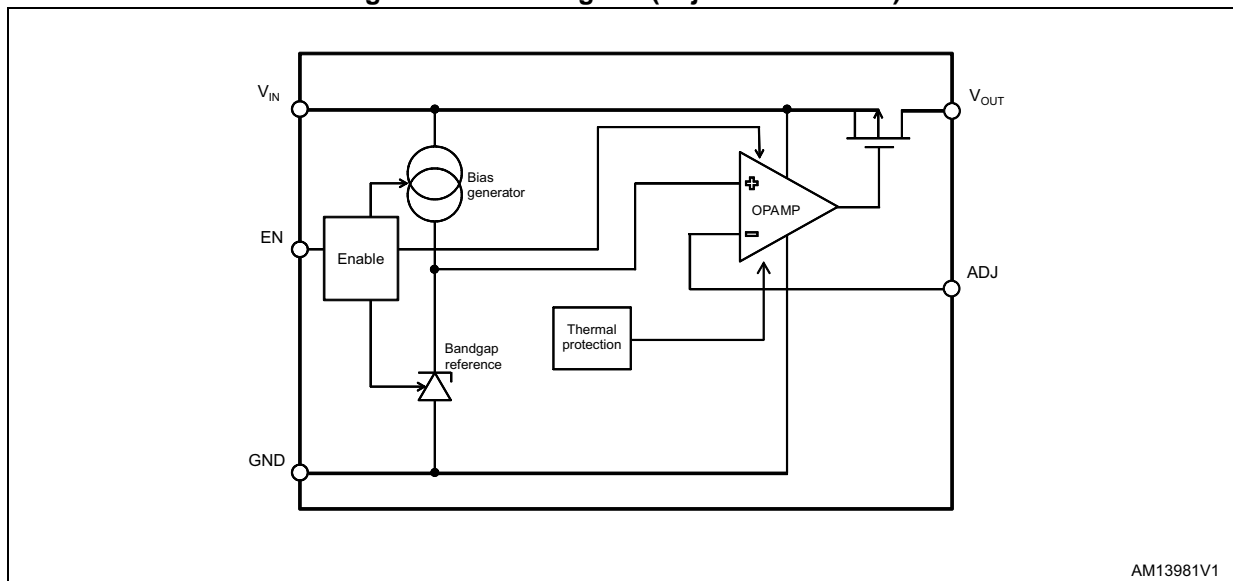 V_IN
V_OUT
Bias
generator
OPAMP
EN
Enable
ADJ
Thermal
protection
Bandgap
reference
GND
AM13981V1